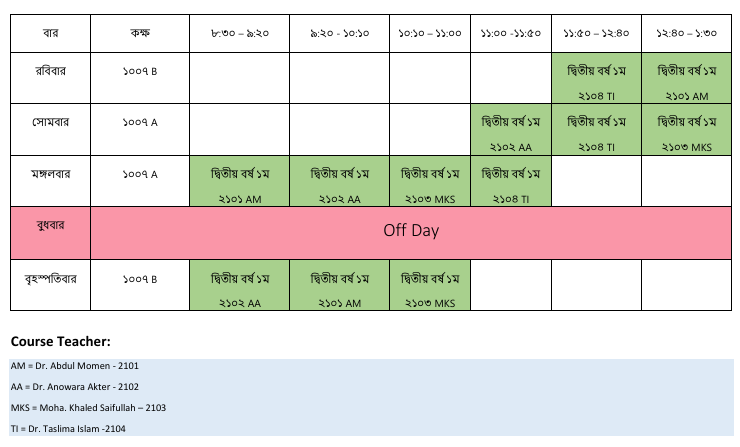 বার কক্ষ ৮:৩০ – ৯:২০ ৯:২০ - ১০:১০ ১০:১০ – ১১:০০ ১১:০০ -১১:৫০ ১১:৫০ – ১২:৪০ ১২:৪০ – ১:৩০
রবিবার ১০০৭ B দ্বিতীয় বর্ষ ১ম দ্বিতীয় বর্ষ ১ম
২১০৪ TI ২১০১ AM
সোমবার ১০০৭ A দ্বিতীয় বর্ষ ১ম দ্বিতীয় বর্ষ ১ম দ্বিতীয় বর্ষ ১ম
২১০২ AA ২১০৪ TI ২১০৩ MKS
মঙ্গলবার ১০০৭ A দ্বিতীয় বর্ষ ১ম দ্বিতীয় বর্ষ ১ম দ্বিতীয় বর্ষ ১ম দ্বিতীয় বর্ষ ১ম
২১০১ AM ২১০২ AA ২১০৩ MKS ২১০৪ TI
বুধবার Off Day
বৃহস্পতিবার ১০০৭ B দ্বিতীয় বর্ষ ১ম দ্বিতীয় বর্ষ ১ম দ্বিতীয় বর্ষ ১ম
২১০২ AA ২১০১ AM ২১০৩ MKS
Course Teacher:
AM = Dr. Abdul Momen - 2101
AA = Dr. Anowara Akter - 2102
MKS = Moha. Khaled Saifullah – 2103
TI = Dr. Taslima Islam -2104